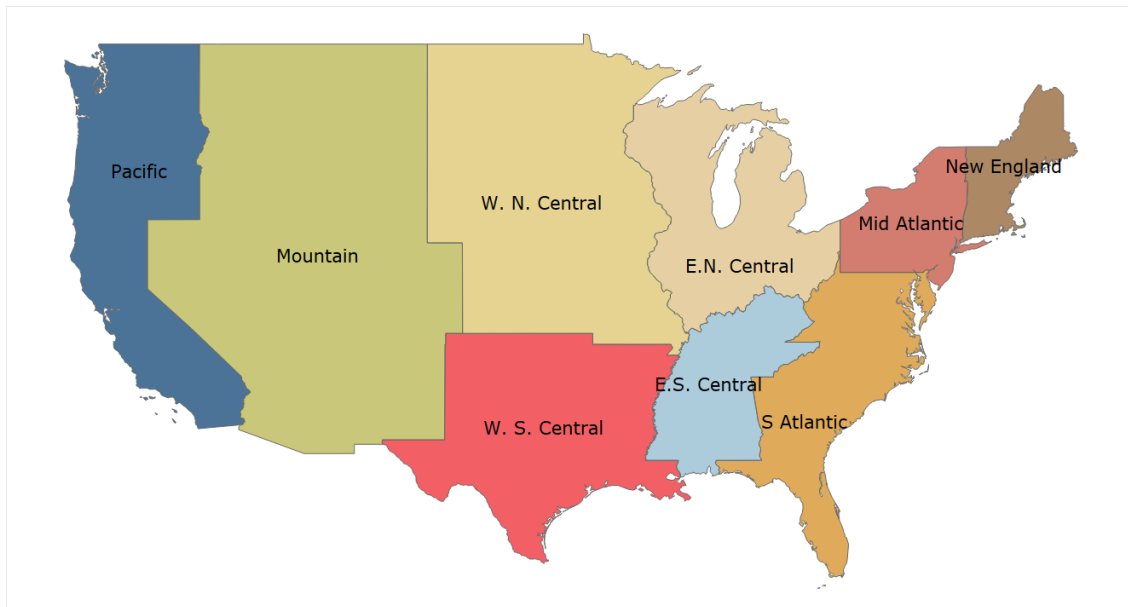 New England
Pacific
W. N. Central
Mid Atlantic
Mountain
E.N. Central
E.S. Central
S Atlantic
W. S. Central